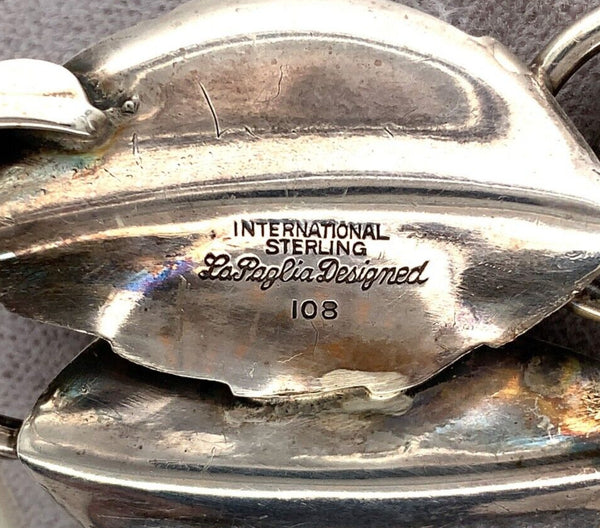 INTERNATIONAL
STERLING
LaPaglia Designed
108